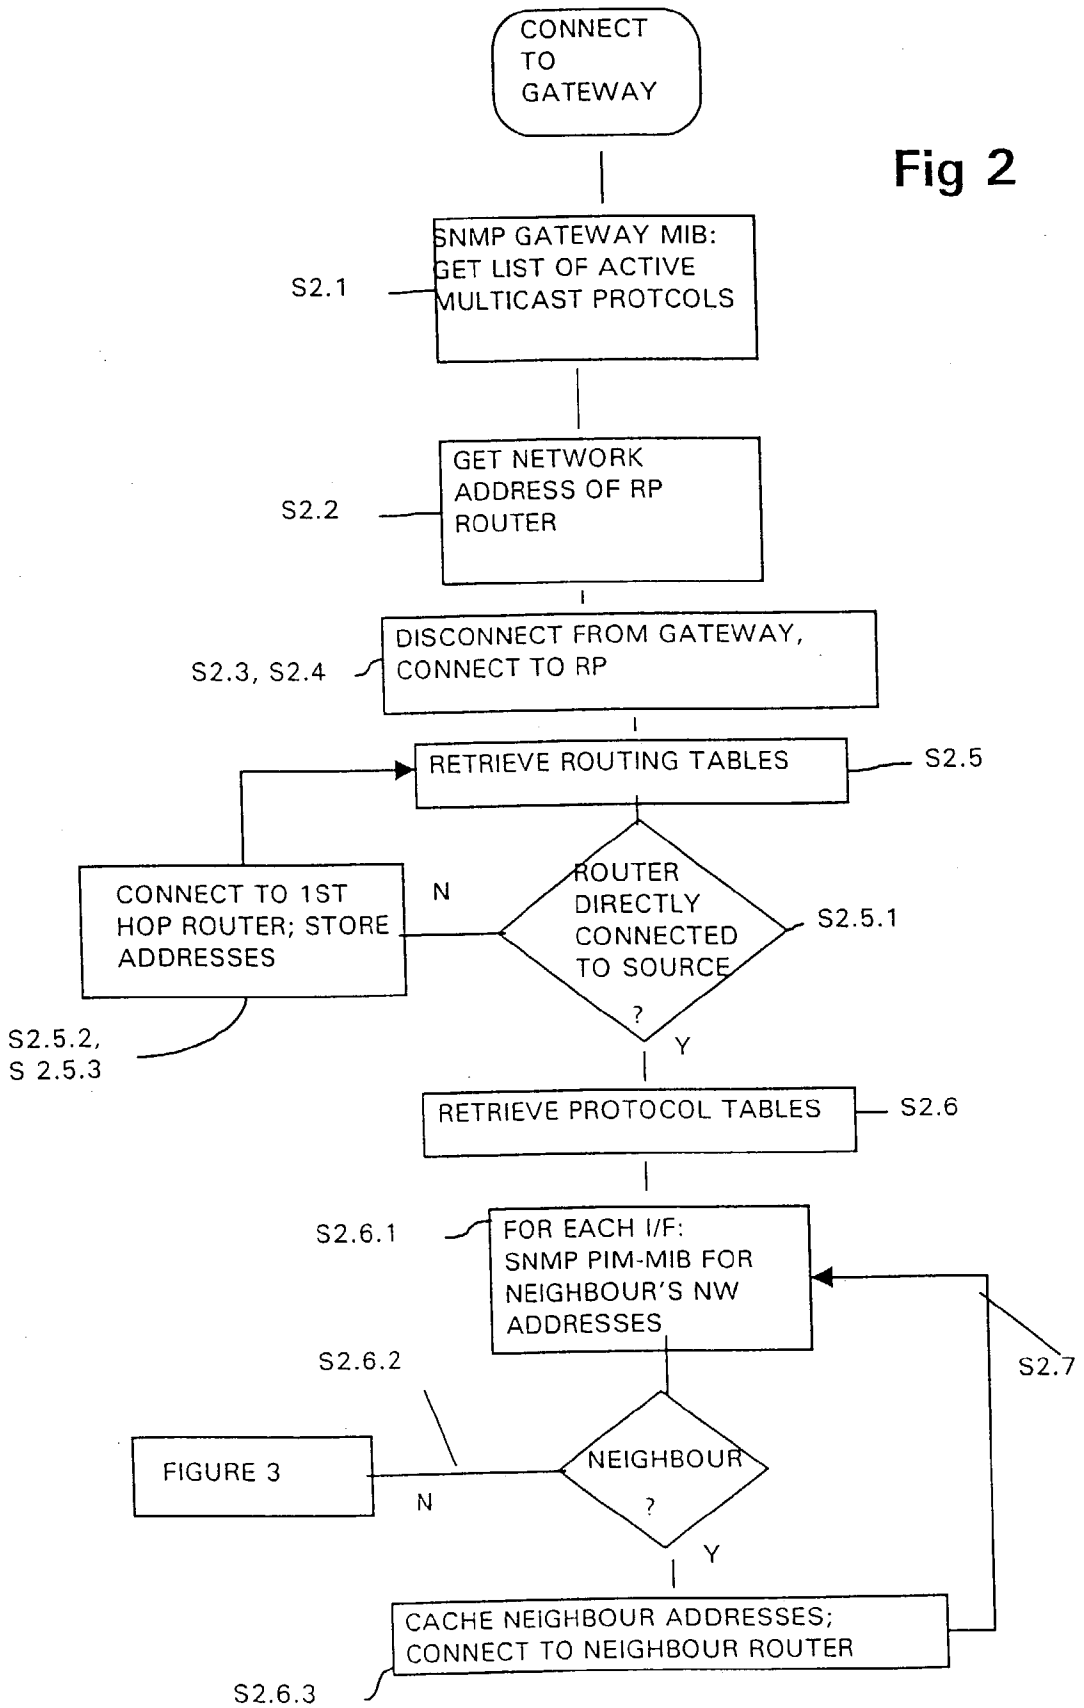 CONNECT
TO
GATEWAY
Fig 2
SNMP GATEWAY MIB:
GET LIST OF ACTIVE
MULTICAST PROTCOLS
S2.1
GET NETWORK
ADDRESS OF RP
ROUTER
S2.2
DISCONNECT FROM GATEWAY,
CONNECT TO RP
S2.3, S2.4
RETRIEVE ROUTING TABLES
S2.5
CONNECT TO 1ST
HOP ROUTER; STORE
ADDRESSES
N
ROUTER
DIRECTLY
CONNECTED
TO SOURCE
?
S2.5.1
S2.5.2,
S 2.5.3
Y
RETRIEVE PROTOCOL TABLES
S2.6
S2.6.1
FOR EACH I/F:
SNMP PIM-MIB FOR
NEIGHBOUR'S NW
ADDRESSES
S2.6.2
S2.7
FIGURE 3
N
NEIGHBOUR
?
Y
CACHE NEIGHBOUR ADDRESSES;
CONNECT TO NEIGHBOUR ROUTER
S2.6.3